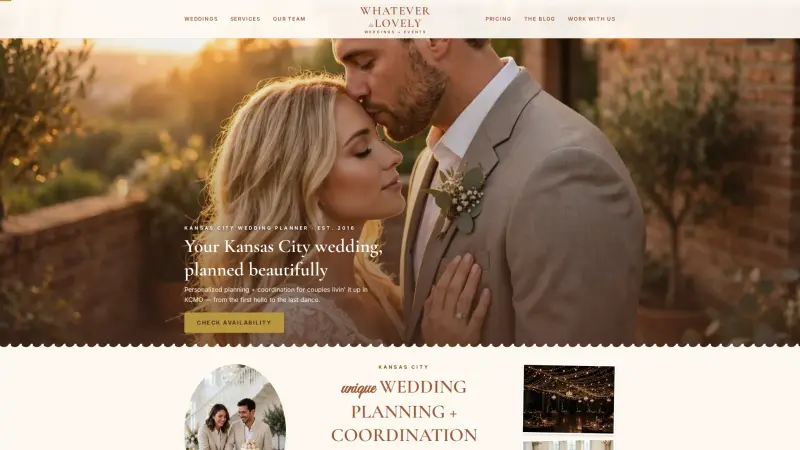 WEDDINGS SERVICES OUR TEAM
WHATEVER
is LOVELY
WEDDINGS + EVENTS
PRICING THE BLOG WORK WITH US
KANSAS CITY WEDDING PLANNER · EST. 2016
Your Kansas City wedding,
planned beautifully
Personalized planning + coordination for couples livin' it up in
KCMO — from the first hello to the last dance.
CHECK AVAILABILITY
KANSAS CITY
unique WEDDING
PLANNING +
COORDINATION